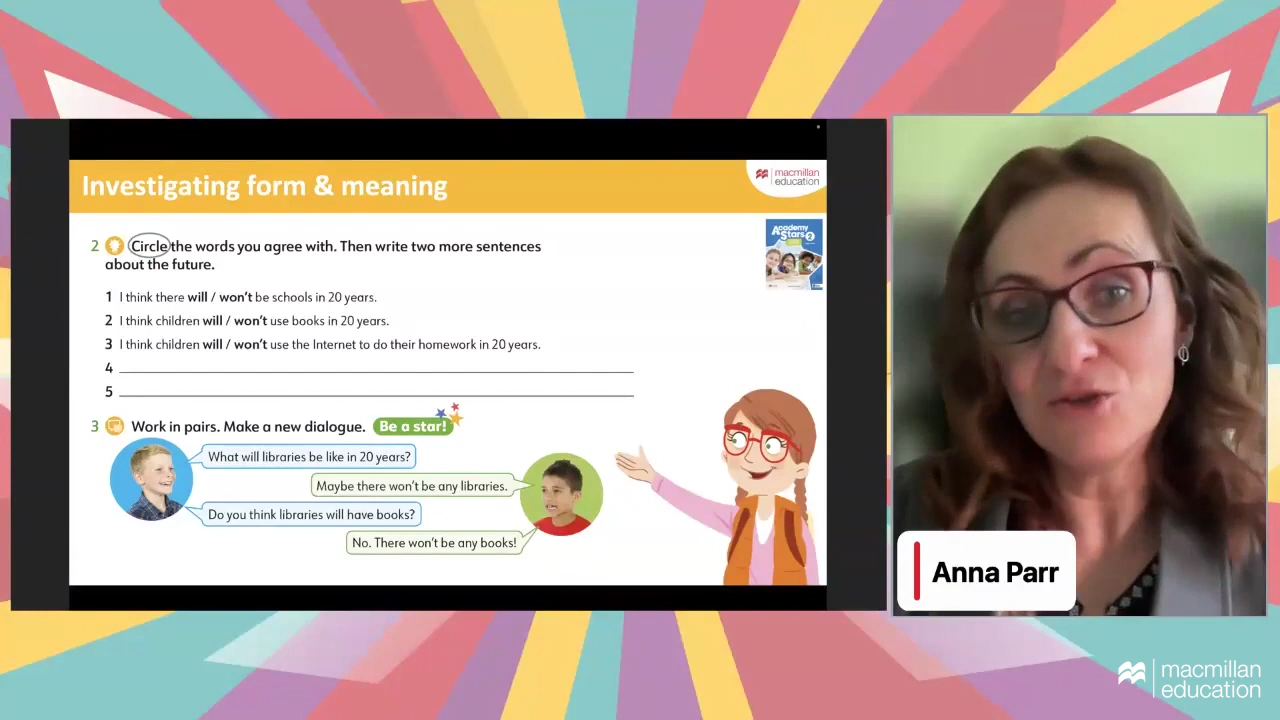 Investigating form & meaning
macmillan
education
Academy
Stars 2
2 Circle the words you agree with. Then write two more sentences
about the future.
1 I think there will / won't be schools in 20 years.
2 I think children will / won't use books in 20 years.
3 I think children will / won't use the Internet to do their homework in 20 years.
4
5
3 Work in pairs. Make a new dialogue. Be a star!
What will libraries be like in 20 years?
Maybe there won't be any libraries.
Do you think libraries will have books?
No. There won't be any books!
Anna Parr
macmillan
education